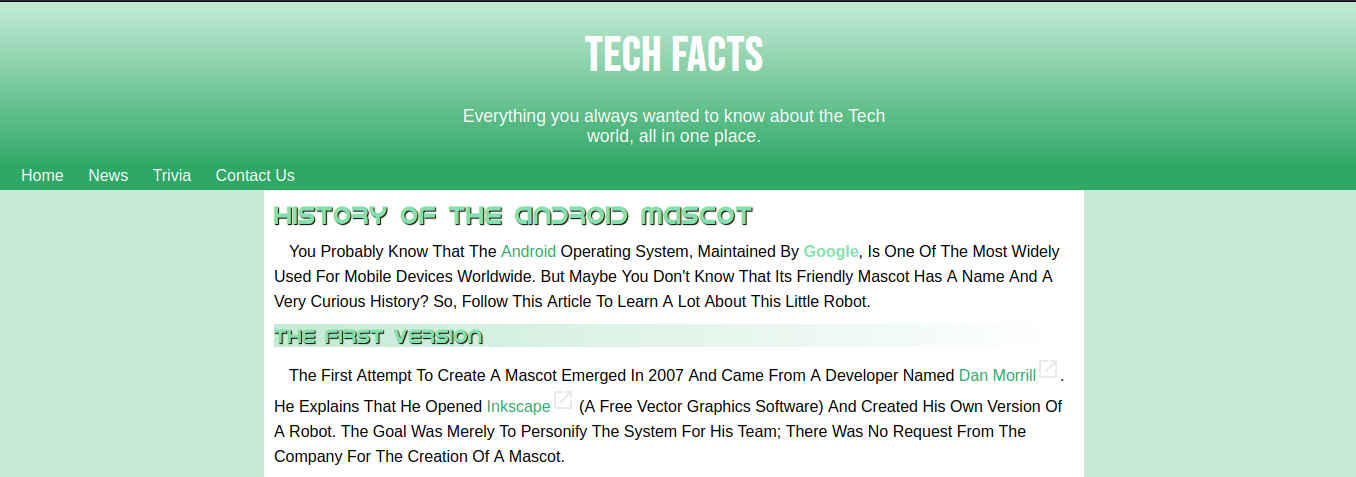 TECH FACTS
Everything you always wanted to know about the Tech
world, all in one place.
Home News Trivia Contact Us
HISTORY OF THE ANDROID MASCOT
You Probably Know That The Android Operating System, Maintained By Google, Is One Of The Most Widely
Used For Mobile Devices Worldwide. But Maybe You Don't Know That Its Friendly Mascot Has A Name And A
Very Curious History? So, Follow This Article To Learn A Lot About This Little Robot.
THE FIRST VERSION
The First Attempt To Create A Mascot Emerged In 2007 And Came From A Developer Named Dan Morrill.
He Explains That He Opened Inkscape (A Free Vector Graphics Software) And Created His Own Version Of
A Robot. The Goal Was Merely To Personify The System For His Team; There Was No Request From The
Company For The Creation Of A Mascot.